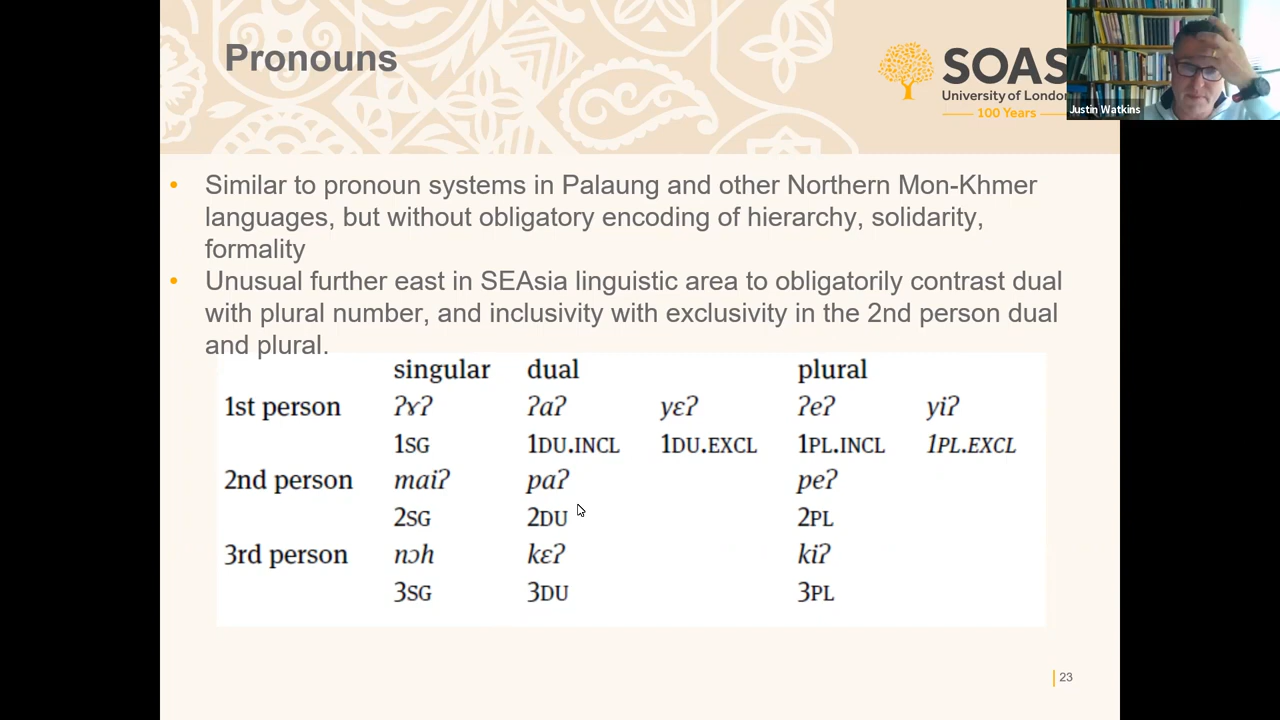 Pronouns
SOAS
University of London
100 Years
Justin Watkins
• Similar to pronoun systems in Palaung and other Northern Mon-Khmer
languages, but without obligatory encoding of hierarchy, solidarity,
formality
• Unusual further east in SEAsia linguistic area to obligatorily contrast dual
with plural number, and inclusivity with exclusivity in the 2nd person dual
and plural.
singular dual plural
1st person ʔɤʔ ʔaʔ yɛʔ ʔeʔ yiʔ
1SG 1DU.INCL 1DU.EXCL 1PL.INCL 1PL.EXCL
2nd person maiʔ paʔ peʔ
2SG 2DU 2PL
3rd person nɔh kɛʔ kiʔ
3SG 3DU 3PL
23